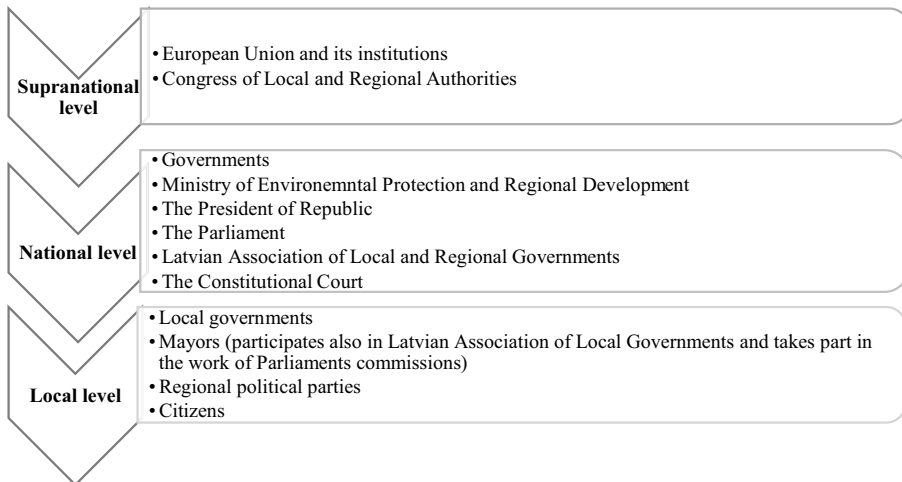 Supranational
level
• European Union and its institutions
• Congress of Local and Regional Authorities
National level
• Governments
• Ministry of Environemntal Protection and Regional Development
• The President of Republic
• The Parliament
• Latvian Association of Local and Regional Governments
• The Constitutional Court
Local level
• Local governments
• Mayors (participates also in Latvian Association of Local Governments and takes part in
the work of Parliaments commissions)
• Regional political parties
• Citizens